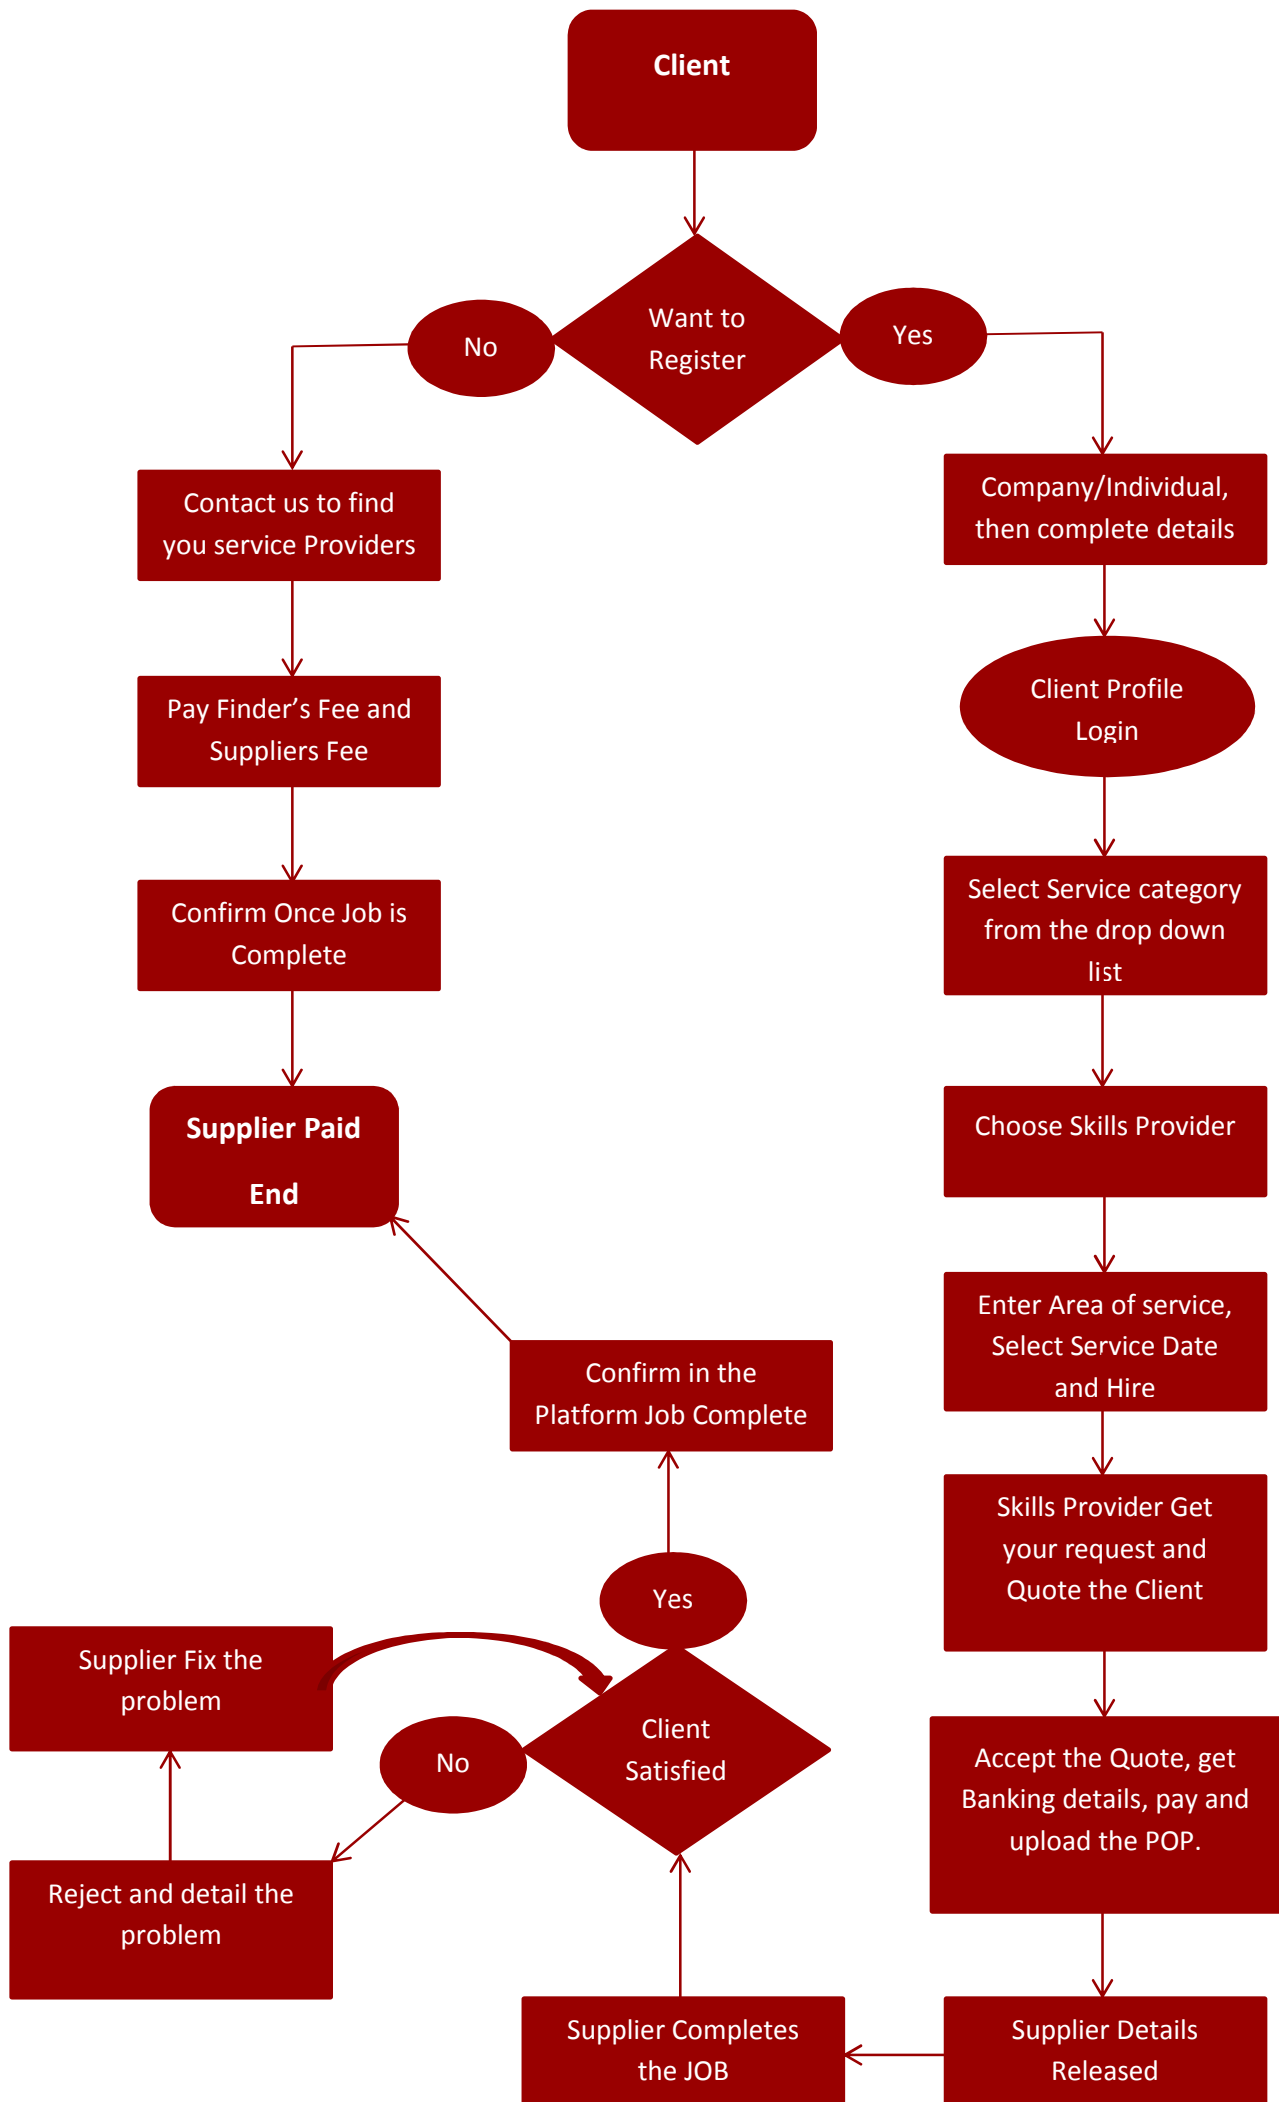 Client
Want to
Register
No
Yes
Contact us to find
you service Providers
Company/Individual,
then complete details
Pay Finder’s Fee and
Suppliers Fee
Client Profile
Login
Confirm Once Job is
Complete
Select Service category
from the drop down
list
Supplier Paid
End
Choose Skills Provider
Enter Area of service,
Select Service Date
and Hire
Confirm in the
Platform Job Complete
Skills Provider Get
your request and
Quote the Client
Yes
Supplier Fix the
problem
No
Client
Satisfied
Accept the Quote, get
Banking details, pay and
upload the POP.
Reject and detail the
problem
Supplier Completes
the JOB
Supplier Details
Released